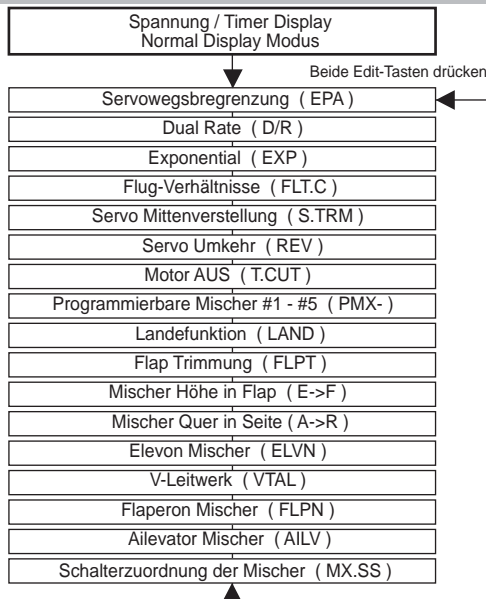 Spannung / Timer Display
Normal Display Modus
Beide Edit-Tasten drücken
Servowegsbregrenzung ( EPA )
Dual Rate ( D/R )
Exponential ( EXP )
Flug-Verhältnisse ( FLT.C )
Servo Mittenverstellung ( S.TRM )
Servo Umkehr ( REV )
Motor AUS ( T.CUT )
Programmierbare Mischer #1 - #5 ( PMX- )
Landefunktion ( LAND )
Flap Trimmung ( FLPT )
Mischer Höhe in Flap ( E->F )
Mischer Quer in Seite ( A->R )
Elevon Mischer ( ELVN )
V-Leitwerk ( VTAL )
Flaperon Mischer ( FLPN )
Ailevator Mischer ( AILV )
Schalterzuordnung der Mischer ( MX.SS )